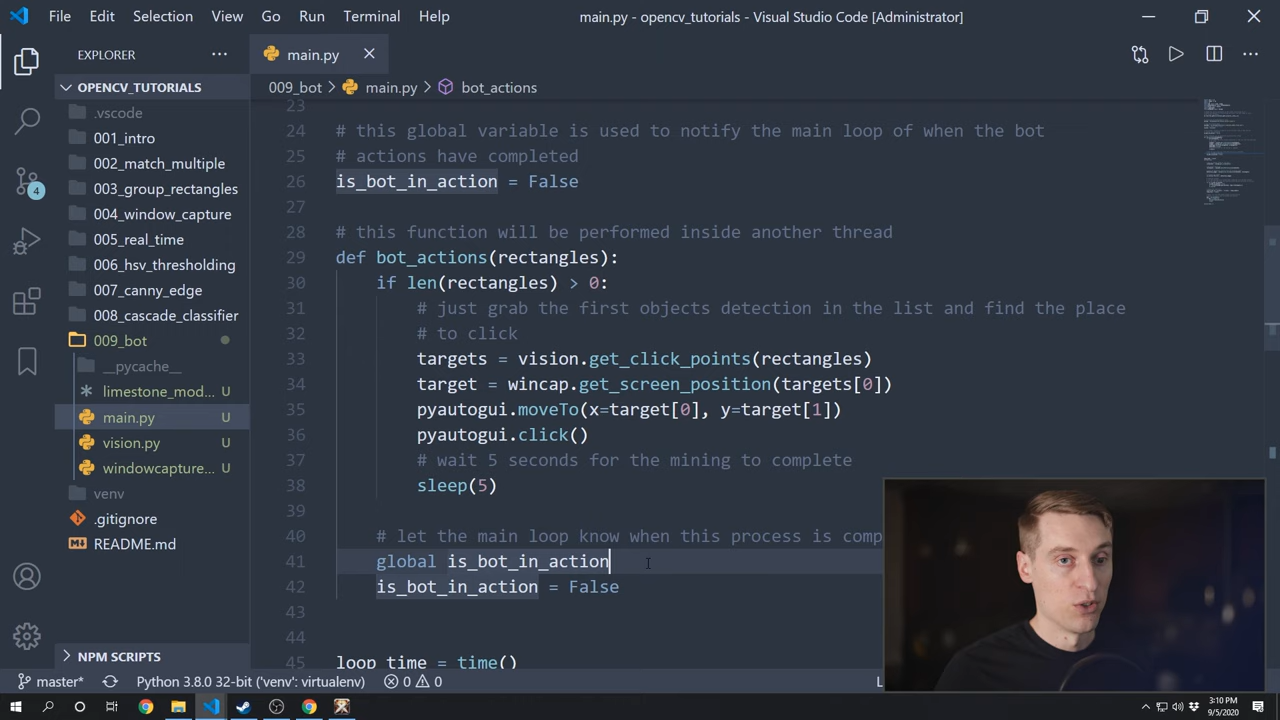 File Edit Selection View Go Run Terminal Help main.py - opencv_tutorials - Visual Studio Code [Administrator]
EXPLORER
main.py
OPENCV_TUTORIALS
009_bot main.py bot_actions
.vscode
001_intro
002_match_multiple
003_group_rectangles
004_window_capture
005_real_time
006_hsv_thresholding
007_canny_edge
008_cascade_classifier
009_bot
__pycache__
limestone_mod... U
main.py U
vision.py U
windowcapture... U
venv
.gitignore
README.md
NPM SCRIPTS
4
23
24 # this global variable is used to notify the main loop of when the bot
25 # actions have completed
26 is_bot_in_action = False
27
28 # this function will be performed inside another thread
29 def bot_actions(rectangles):
30 if len(rectangles) > 0:
31 # just grab the first objects detection in the list and find the place
32 # to click
33 targets = vision.get_click_points(rectangles)
34 target = wincap.get_screen_position(targets[0])
35 pyautogui.moveTo(x=target[0], y=target[1])
36 pyautogui.click()
37 # wait 5 seconds for the mining to complete
38 sleep(5)
39
40 # let the main loop know when this process is comp
41 global is_bot_in_action
42 is_bot_in_action = False
43
44
45 loop_time = time()
master* Python 3.8.0 32-bit ('venv': virtualenv) 0 0 L
3:10 PM
9/5/2020